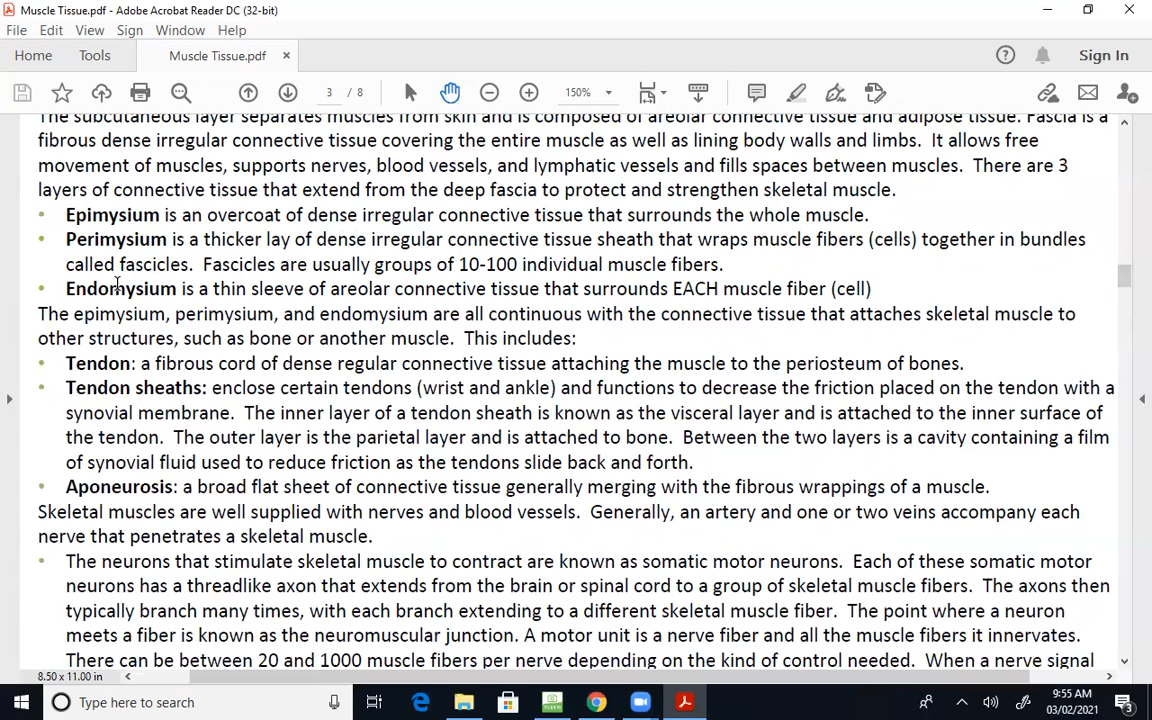 Muscle Tissue.pdf - Adobe Acrobat Reader DC (32-bit)
File Edit View Sign Window Help
Home Tools Muscle Tissue.pdf × Sign In
3 / 8 150%
The subcutaneous layer separates muscles from skin and is composed of areolar connective tissue and adipose tissue. Fascia is a
fibrous dense irregular connective tissue covering the entire muscle as well as lining body walls and limbs. It allows free
movement of muscles, supports nerves, blood vessels, and lymphatic vessels and fills spaces between muscles. There are 3
layers of connective tissue that extend from the deep fascia to protect and strengthen skeletal muscle.
• Epimysium is an overcoat of dense irregular connective tissue that surrounds the whole muscle.
• Perimysium is a thicker lay of dense irregular connective tissue sheath that wraps muscle fibers (cells) together in bundles
called fascicles. Fascicles are usually groups of 10-100 individual muscle fibers.
• Endomysium is a thin sleeve of areolar connective tissue that surrounds EACH muscle fiber (cell)
The epimysium, perimysium, and endomysium are all continuous with the connective tissue that attaches skeletal muscle to
other structures, such as bone or another muscle. This includes:
• Tendon: a fibrous cord of dense regular connective tissue attaching the muscle to the periosteum of bones.
• Tendon sheaths: enclose certain tendons (wrist and ankle) and functions to decrease the friction placed on the tendon with a
synovial membrane. The inner layer of a tendon sheath is known as the visceral layer and is attached to the inner surface of
the tendon. The outer layer is the parietal layer and is attached to bone. Between the two layers is a cavity containing a film
of synovial fluid used to reduce friction as the tendons slide back and forth.
• Aponeurosis: a broad flat sheet of connective tissue generally merging with the fibrous wrappings of a muscle.
Skeletal muscles are well supplied with nerves and blood vessels. Generally, an artery and one or two veins accompany each
nerve that penetrates a skeletal muscle.
• The neurons that stimulate skeletal muscle to contract are known as somatic motor neurons. Each of these somatic motor
neurons has a threadlike axon that extends from the brain or spinal cord to a group of skeletal muscle fibers. The axons then
typically branch many times, with each branch extending to a different skeletal muscle fiber. The point where a neuron
meets a fiber is known as the neuromuscular junction. A motor unit is a nerve fiber and all the muscle fibers it innervates.
There can be between 20 and 1000 muscle fibers per nerve depending on the kind of control needed. When a nerve signal
8.50 x 11.00 in
Type here to search
9:55 AM
03/02/2021
3